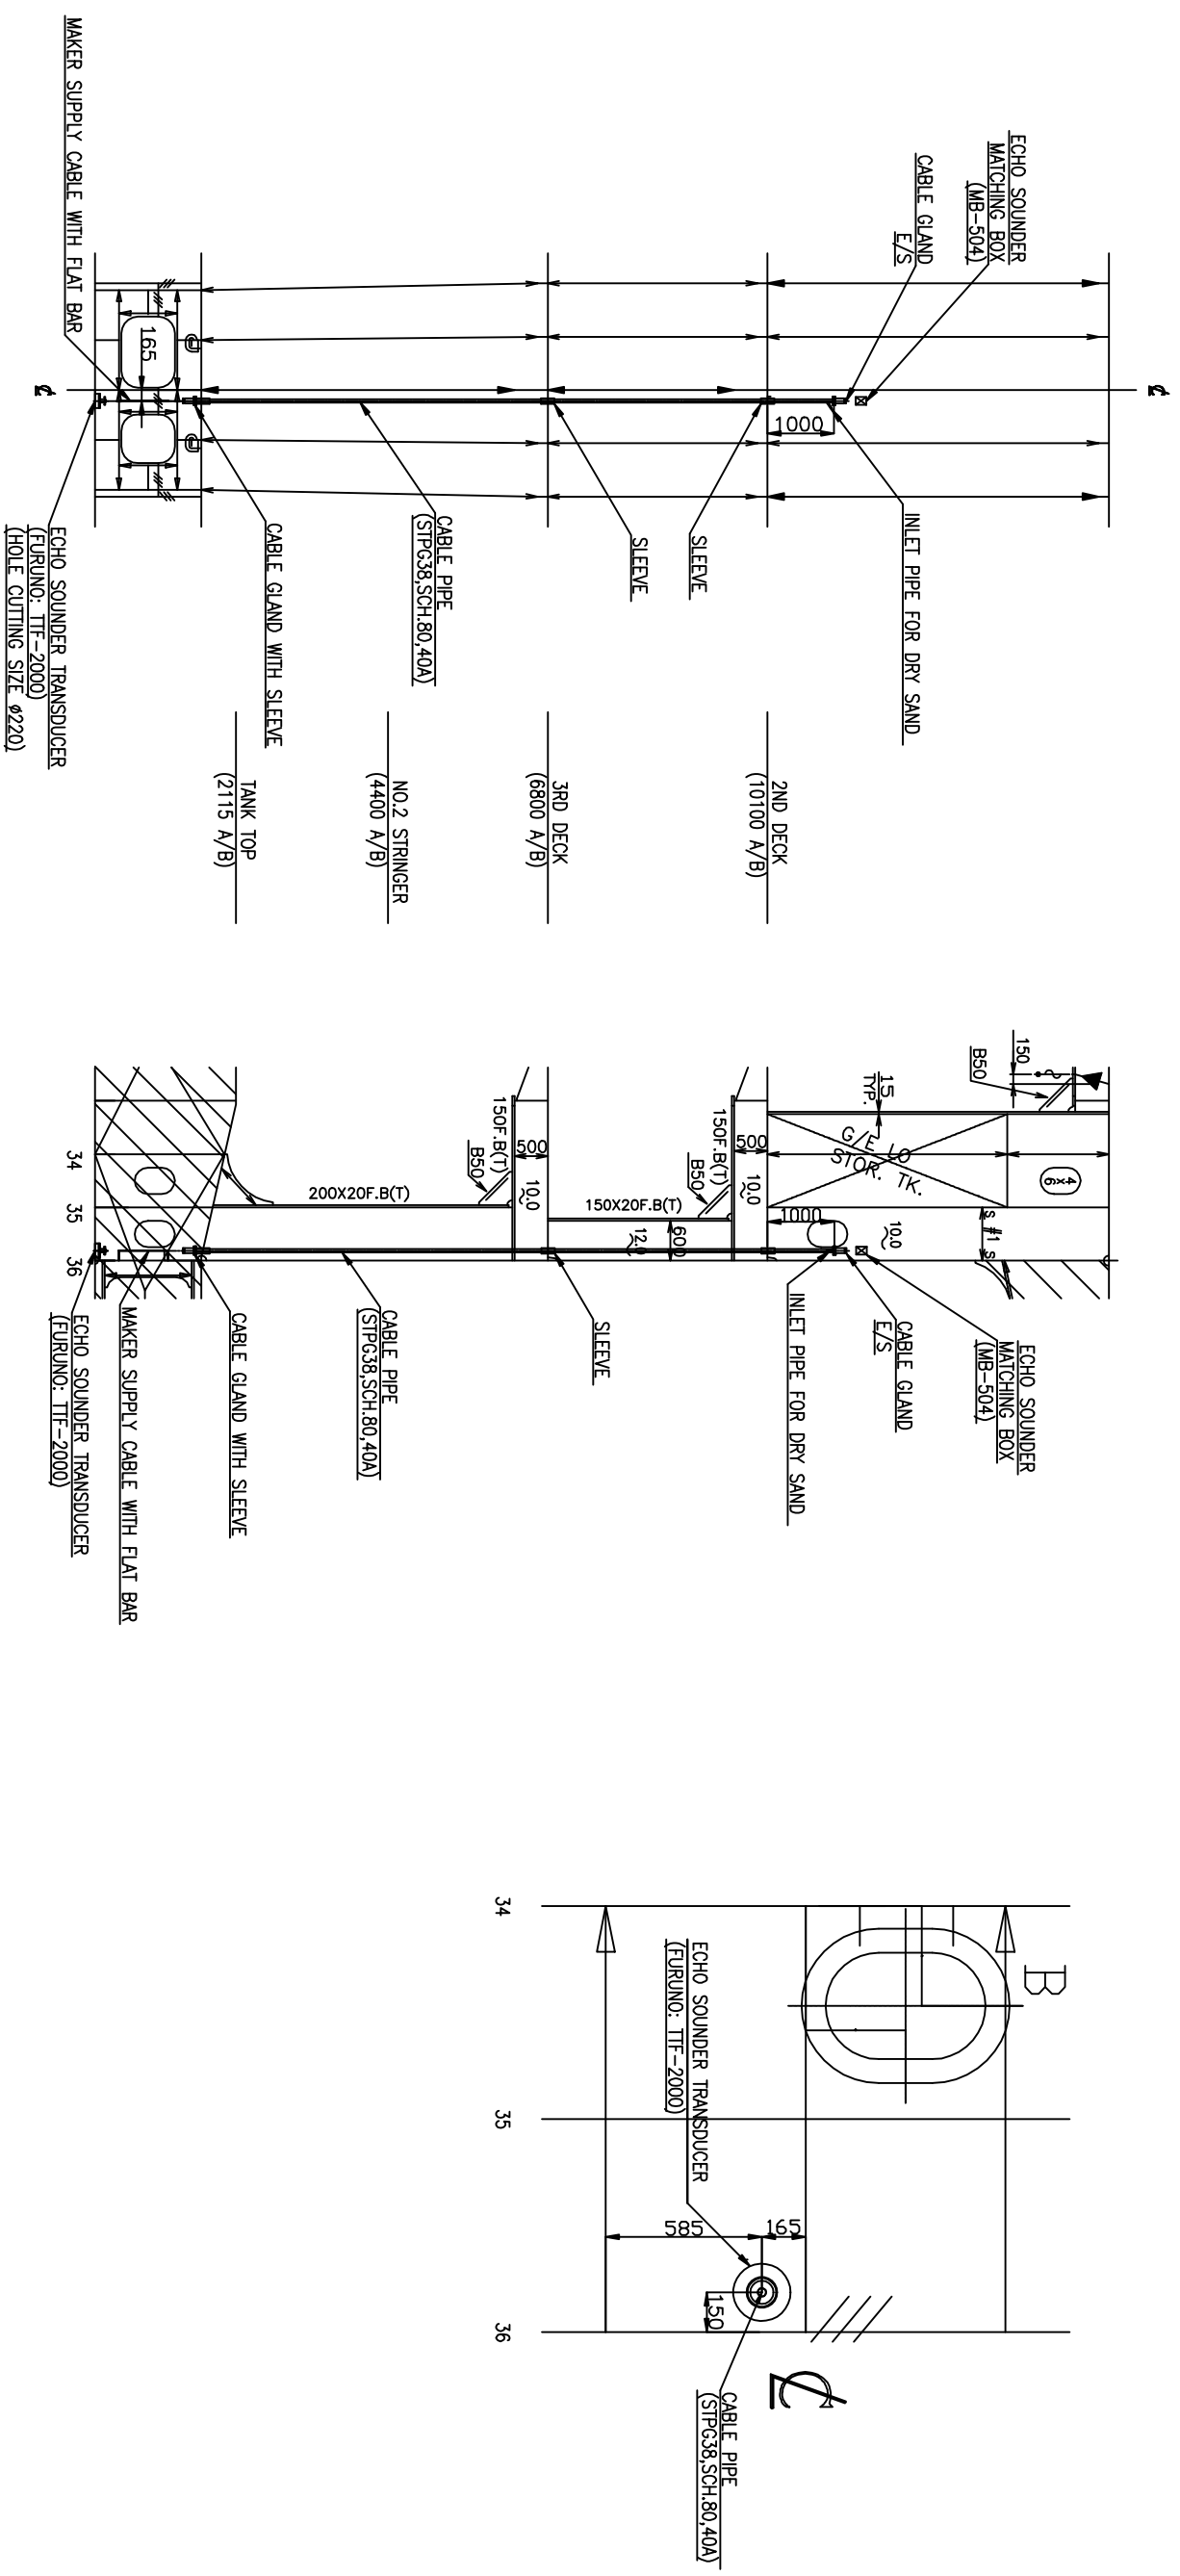 ECHO SOUNDER
MATCHING BOX
(MB-504)
CABLE GLAND
E/S
1000
INLET PIPE FOR DRY SAND
SLEEVE
SLEEVE
CABLE PIPE
(STPG38,SCH.80,40A)
CABLE GLAND WITH SLEEVE
165
MAKER SUPPLY CABLE WITH FLAT BAR
ECHO SOUNDER TRANSDUCER
(FURUNO: TTF-2000)
(HOLE CUTTING SIZE ø220)
℄
℄
2ND DECK
(10100 A/B)
3RD DECK
(6800 A/B)
NO.2 STRINGER
(4400 A/B)
TANK TOP
(2115 A/B)
150
B50
15
TYP.
G/E LO
STOR. TK.
4
x
6
S #1 S
10.0
1000
ECHO SOUNDER
MATCHING BOX
(MB-504)
CABLE GLAND
E/S
INLET PIPE FOR DRY SAND
500
10.0
150F.B(T)
B50
150X20F.B(T)
600
12.0
SLEEVE
500
10.0
150F.B(T)
B50
200X20F.B(T)
CABLE PIPE
(STPG38,SCH.80,40A)
CABLE GLAND WITH SLEEVE
MAKER SUPPLY CABLE WITH FLAT BAR
ECHO SOUNDER TRANSDUCER
(FURUNO: TTF-2000)
34
35
36
B
ECHO SOUNDER TRANSDUCER
(FURUNO: TTF-2000)
585
165
150
℄
CABLE PIPE
(STPG38,SCH.80,40A)
34
35
36